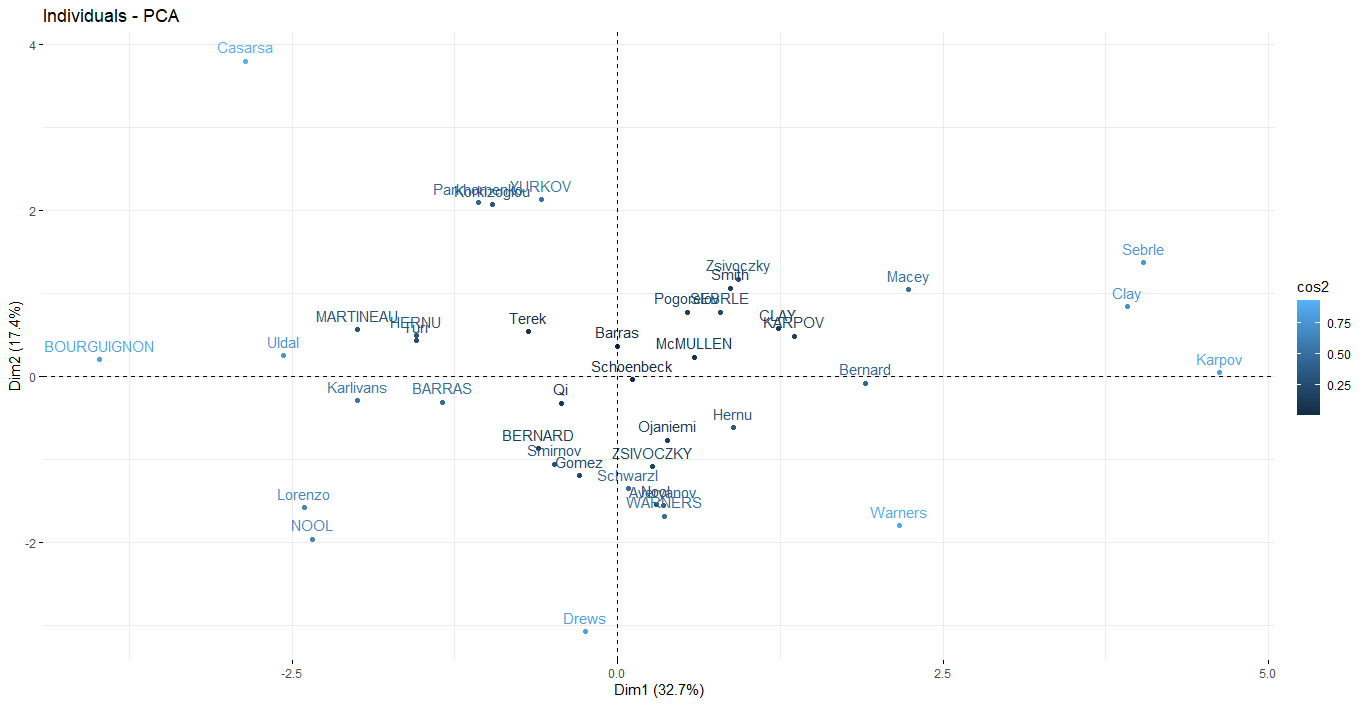 Individuals - PCA
Casarsa
4
Parkhomenko
Korkizoglou
YURKOV
2
Sebrle
Zsivoczky
Smith
Macey
Clay
Pogorelov
SEBRLE
MARTINEAU
HERNU
Turi
Terek
CLAY
KARPOV
Barras
McMULLEN
BOURGUIGNON
Uldal
Karpov
Schoenbeck
Bernard
0
Karlivans
BARRAS
Qi
Hernu
Ojaniemi
BERNARD
Smirnov
Gomez
ZSIVOCZKY
Schwarzl
Lorenzo
Averyanov
Nool
WARNERS
Warners
NOOL
-2
Drews
-2.5
0.0
2.5
5.0
Dim1 (32.7%)
Dim2 (17.4%)
cos2
0.75
0.50
0.25